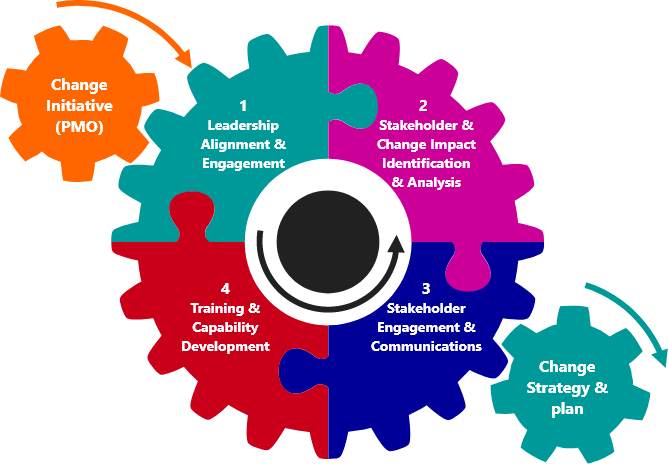 Change
Initiative
(PMO)
1
Leadership
Alignment &
Engagement
2
Stakeholder &
Change Impact
Identification
& Analysis
4
Training &
Capability
Development
3
Stakeholder
Engagement &
Communications
Change
Strategy &
plan